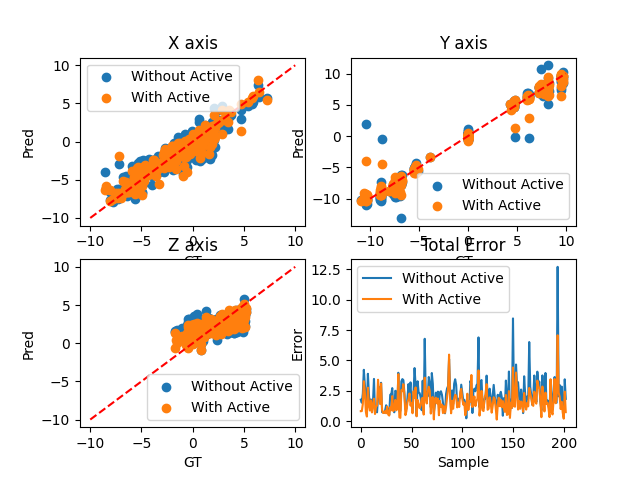 X axis
10
5
0
−5
−10
Pred
Without Active
With Active
−10 −5 0 5 10
GT
Y axis
10
5
0
−5
−10
Pred
Without Active
With Active
−10 −5 0 5 10
Z axis
10
5
0
−5
−10
Pred
Without Active
With Active
−10 −5 0 5 10
GT
Total Error
12.5
10.0
7.5
5.0
2.5
0.0
Error
Without Active
With Active
0 50 100 150 200
Sample